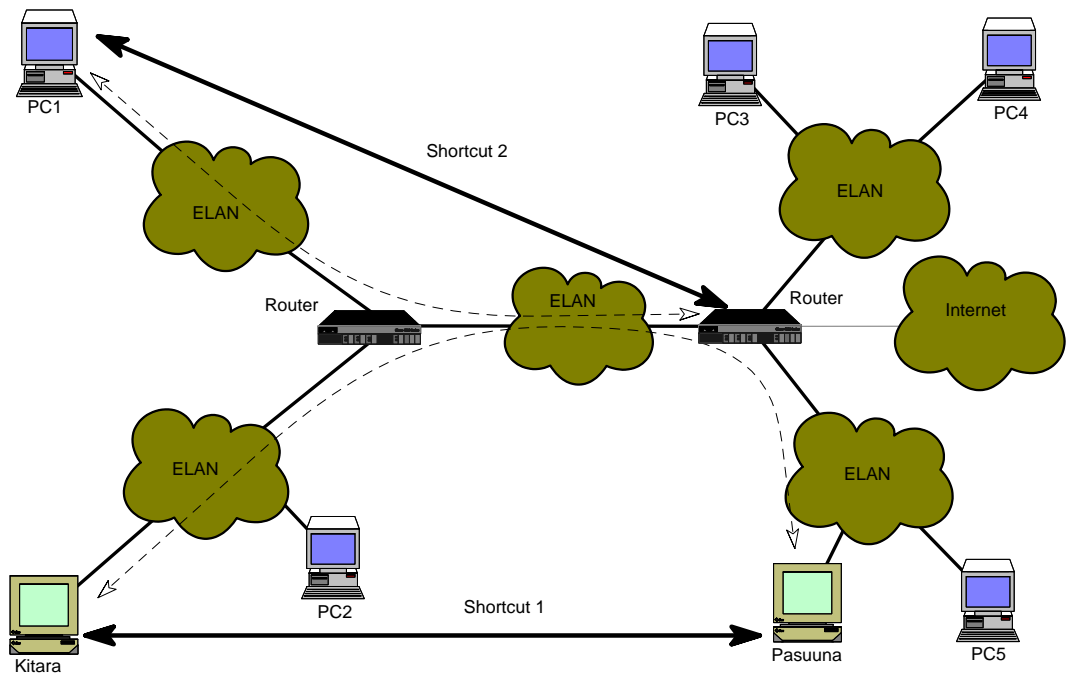 PC1
PC3
PC4
Shortcut 2
ELAN
ELAN
Router
ELAN
Router
Internet
ELAN
ELAN
PC2
Shortcut 1
Kitara
Pasuuna
PC5